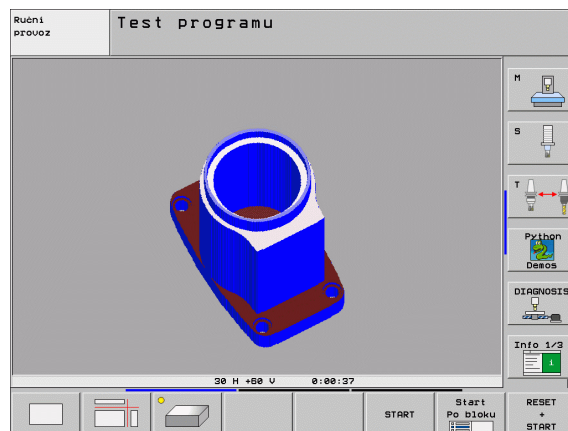 Ručni
provoz
Test programu
M
S
T
Python
Demos
DIAGNOSIS
Info 1/3
i
30 H +60 V 0:00:37
START
Start
Po bloku
RESET
+
START